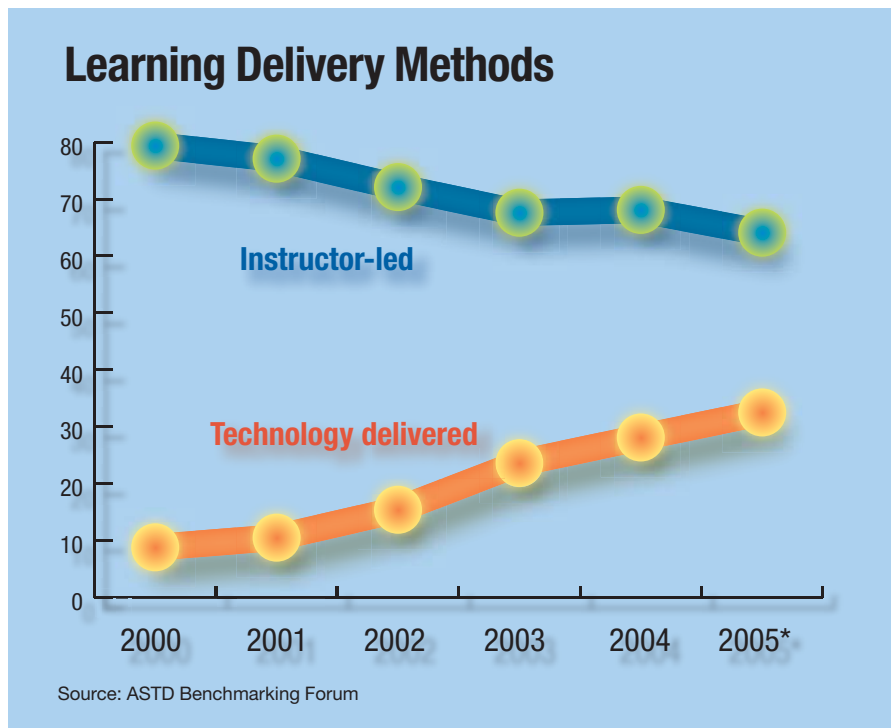 Learning Delivery Methods
80
70
60
50
40
30
20
10
0
Instructor-led
Technology delivered
2000 2001 2002 2003 2004 2005*
Source: ASTD Benchmarking Forum